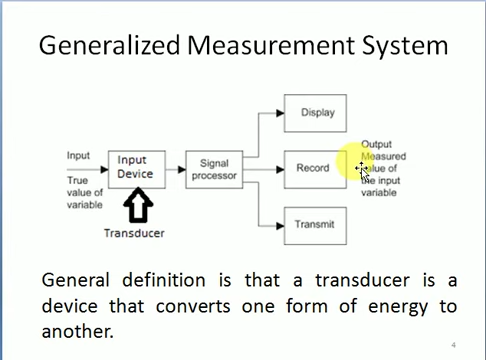 Generalized Measurement System
Display
Input
True
value of
variable
Input
Device
Signal
processor
Record
Output
Measured
value of
the input
variable
Transmit
Transducer
General definition is that a transducer is a
device that converts one form of energy to
another.
4